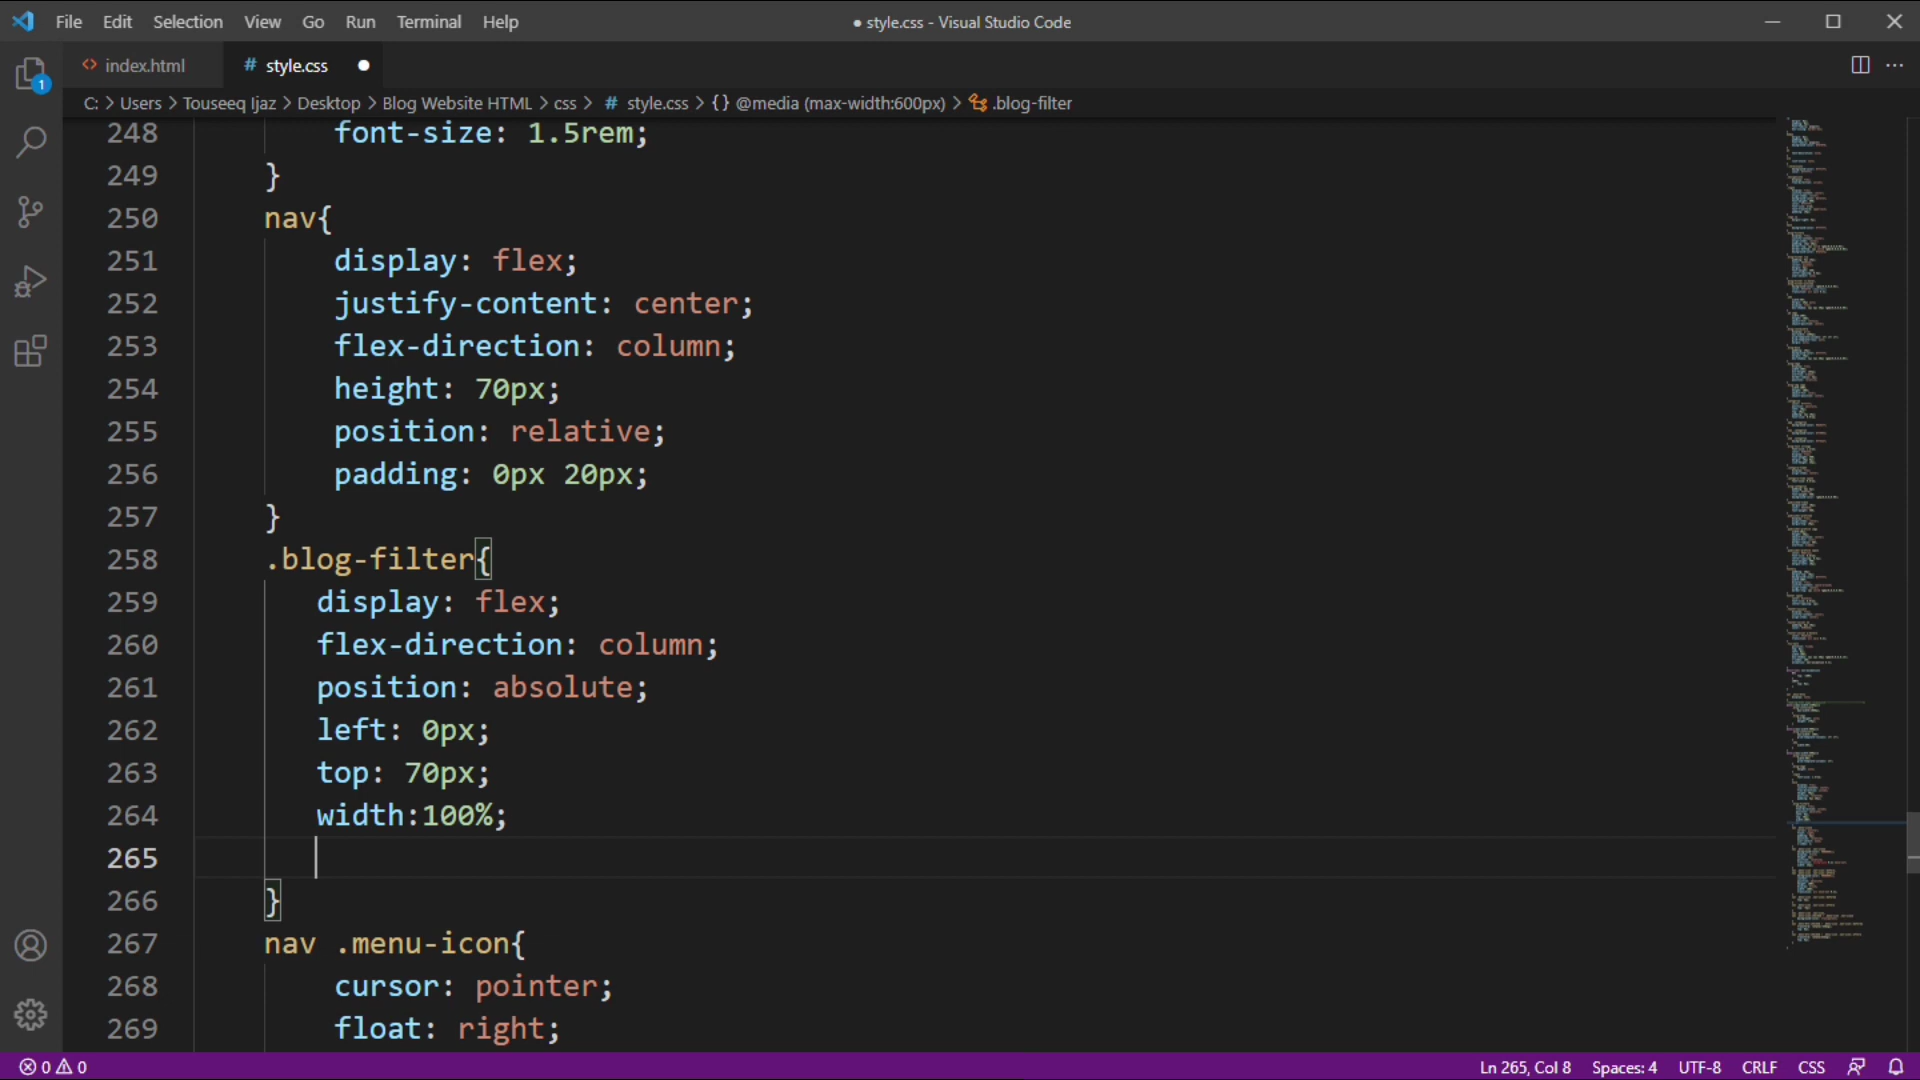 File Edit Selection View Go Run Terminal Help
● style.css - Visual Studio Code
index.html
# style.css
C: > Users > Touseeq Ijaz > Desktop > Blog Website HTML > css > # style.css > {} @media (max-width:600px) > .blog-filter
248 font-size: 1.5rem;
249 }
250 nav{
251 display: flex;
252 justify-content: center;
253 flex-direction: column;
254 height: 70px;
255 position: relative;
256 padding: 0px 20px;
257 }
258 .blog-filter{
259 display: flex;
260 flex-direction: column;
261 position: absolute;
262 left: 0px;
263 top: 70px;
264 width:100%;
265
266 }
267 nav .menu-icon{
268 cursor: pointer;
269 float: right;
1
0 0
Ln 265, Col 8 Spaces: 4 UTF-8 CRLF CSS